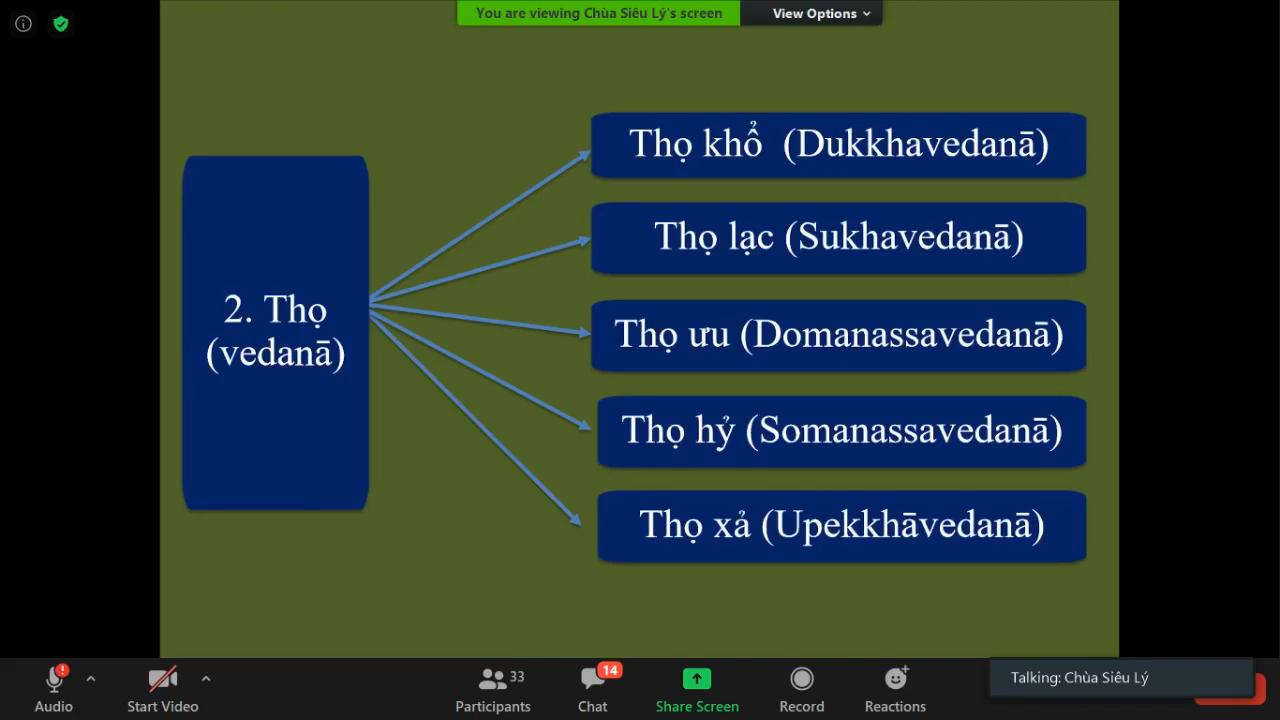 You are viewing Chùa Siêu Lý's screen
View Options
Thọ khổ (Dukkhavedanā)
Thọ lạc (Sukhavedanā)
2. Thọ
(vedanā)
Thọ ưu (Domanassavedanā)
Thọ hỷ (Somanassavedanā)
Thọ xả (Upekkhāvedanā)
Audio
Start Video
33
Participants
14
Chat
Share Screen
Record
Reactions
Talking: Chùa Siêu Lý